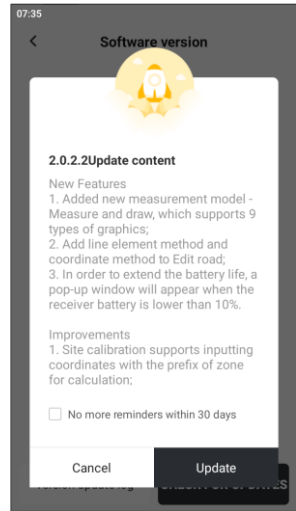 07:35
Software version
2.0.2.2Update content
New Features
1. Added new measurement model -
Measure and draw, which supports 9
types of graphics;
2. Add line element method and
coordinate method to Edit road;
3. In order to extend the battery life, a
pop-up window will appear when the
receiver battery is lower than 10%.
Improvements
1. Site calibration supports inputting
coordinates with the prefix of zone
for calculation;
No more reminders within 30 days
Cancel
Update